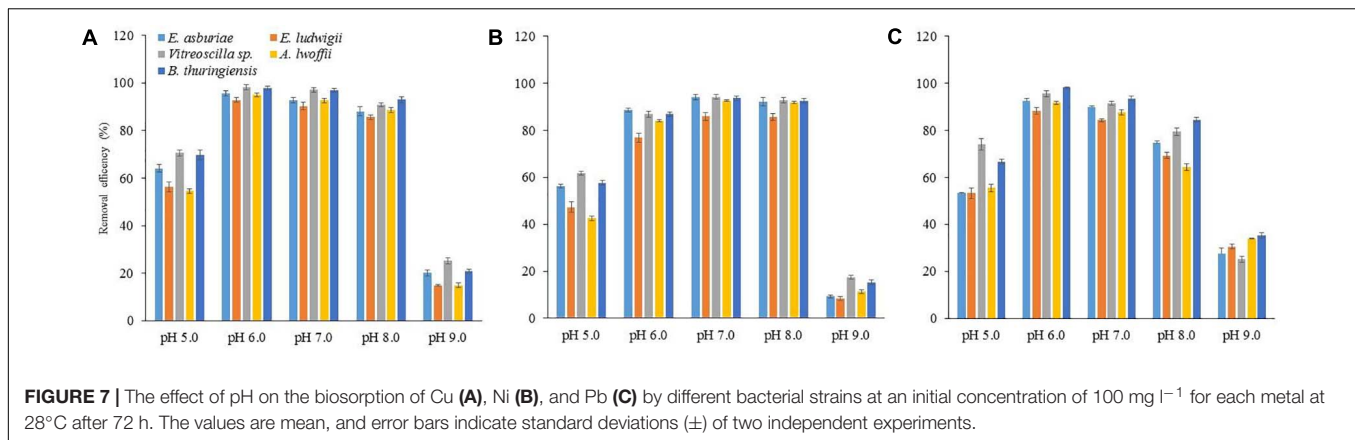 A
B
C
120
100
80
60
40
20
0
Removal efficency (%)
E. asburiae
E. ludwigii
Vitreoscilla sp.
A. lwoffii
B. thuringiensis
pH 5.0 pH 6.0 pH 7.0 pH 8.0 pH 9.0
120
100
80
60
40
20
0
pH 5.0 pH 6.0 pH 7.0 pH 8.0 pH 9.0
120
100
80
60
40
20
0
pH 5.0 pH 6.0 pH 7.0 pH 8.0 pH 9.0
FIGURE 7 | The effect of pH on the biosorption of Cu (A), Ni (B), and Pb (C) by different bacterial strains at an initial concentration of 100 mg l−1 for each metal at
28°C after 72 h. The values are mean, and error bars indicate standard deviations (±) of two independent experiments.